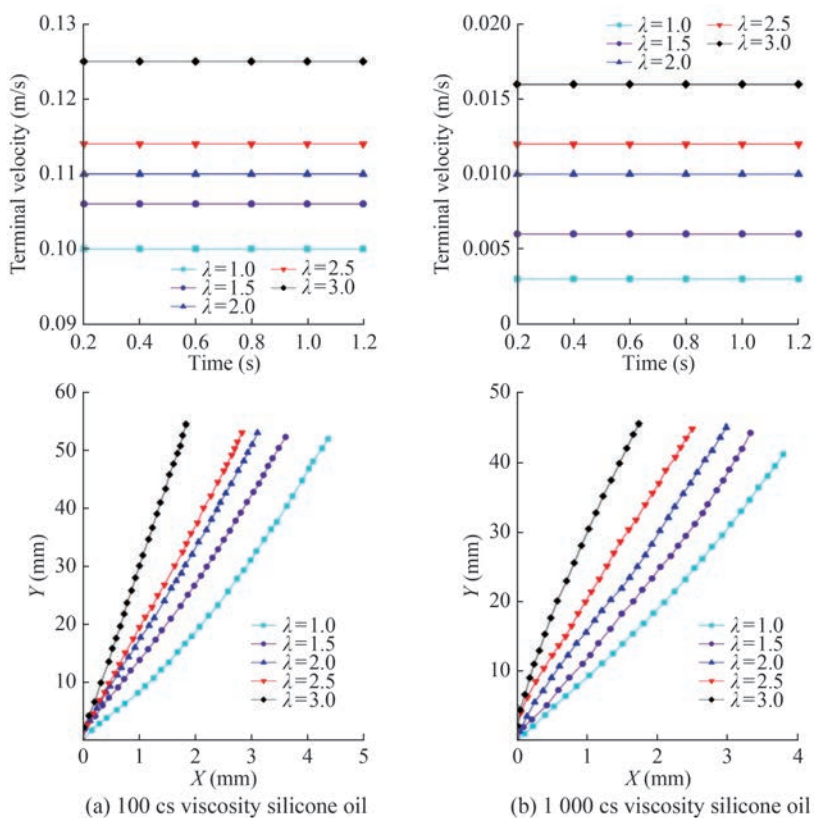 0.13
0.12
0.11
0.10
0.09
Terminal velocity (m/s)
λ=1.0
λ=1.5
λ=2.0
λ=2.5
λ=3.0
0.2 0.4 0.6 0.8 1.0 1.2
Time (s)
0.020
0.015
0.010
0.005
0
Terminal velocity (m/s)
λ=1.0
λ=1.5
λ=2.0
λ=2.5
λ=3.0
0.2 0.4 0.6 0.8 1.0 1.2
Time (s)
60
50
40
30
20
10
Y (mm)
λ=1.0
λ=1.5
λ=2.0
λ=2.5
λ=3.0
0 1 2 3 4 5
X (mm)
(a) 100 cs viscosity silicone oil
50
40
30
20
10
Y (mm)
λ=1.0
λ=1.5
λ=2.0
λ=2.5
λ=3.0
0 1 2 3 4
X (mm)
(b) 1 000 cs viscosity silicone oil